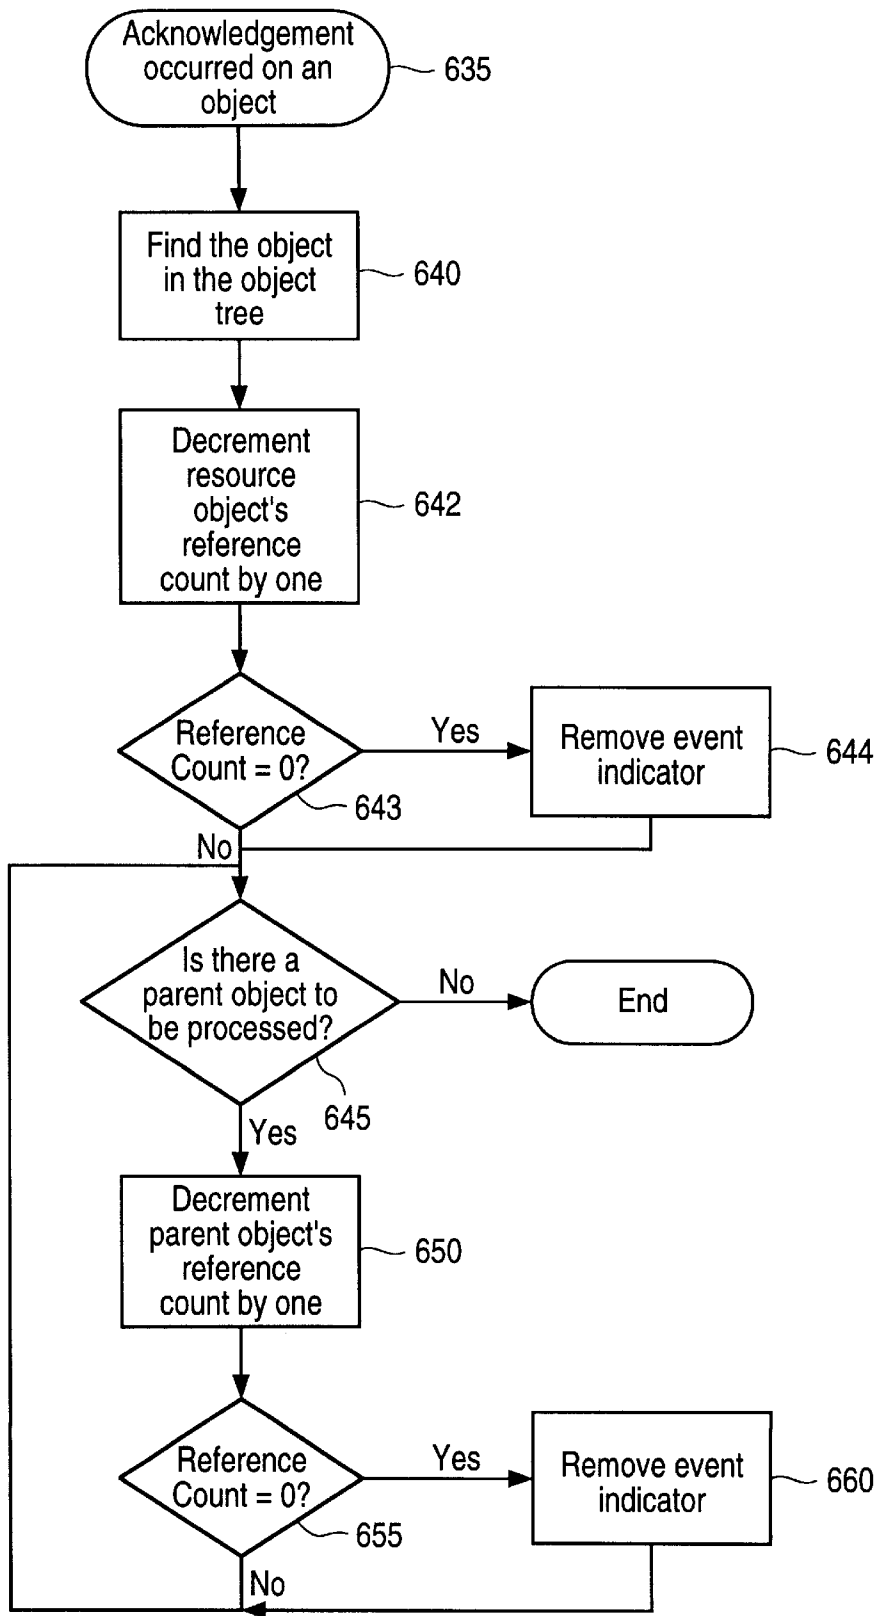 Acknowledgement
occurred on an
object
635
Find the object
in the object
tree
640
Decrement
resource
object's
reference
count by one
642
Reference
Count = 0?
643
Yes
Remove event
indicator
644
No
Is there a
parent object to
be processed?
645
No
End
Yes
Decrement
parent object's
reference
count by one
650
Reference
Count = 0?
655
Yes
Remove event
indicator
660
No